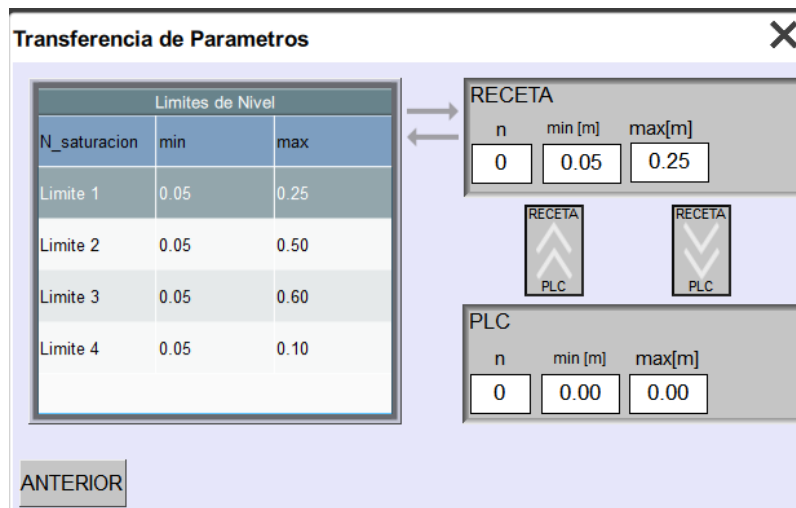 Transferencia de Parametros
Limites de Nivel
N_saturacion min max
Limite 1 0.05 0.25
Limite 2 0.05 0.50
Limite 3 0.05 0.60
Limite 4 0.05 0.10
RECETA
n min [m] max[m]
0 0.05 0.25
RECETA RECETA
PLC PLC
PLC
n min [m] max[m]
0 0.00 0.00
ANTERIOR